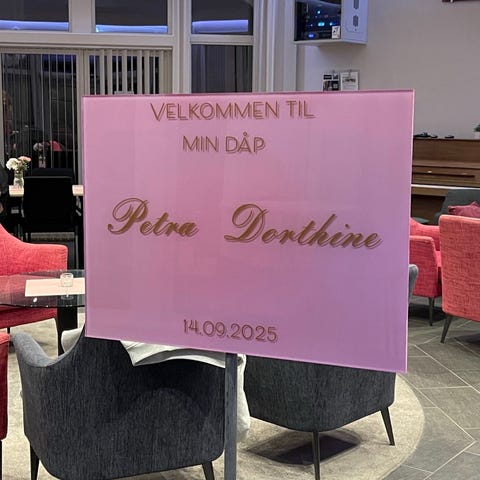 VELKOMMEN TIL
MIN DÅP
Petra Dorthine
14.09.2025